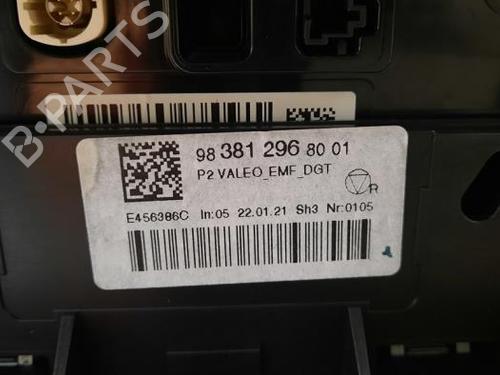 98 381 296 80 01
P2 VALEO_EMF_DGT
R
E456386C In:05 22.01.21 Sh3 Nr:0105
B-PARTS